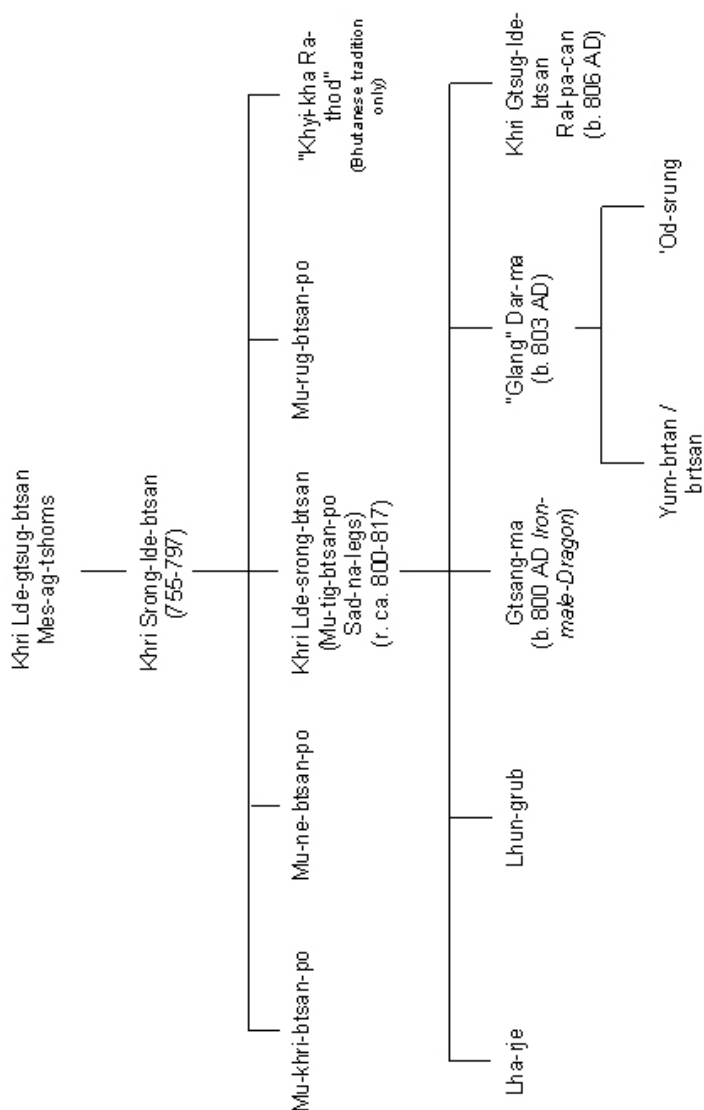 Khri Lde-gtsug-btsan
Mes-ag-tshoms
Khri Srong-lde-btsan
(755-797)
Mu-khri-btsan-po
Mu-ne-btsan-po
Khri Lde-srong-btsan
(Mu-tig-btsan-po
Sad-na-legs)
(r. ca. 800-817)
Mu-rug-btsan-po
"Khyi-kha Ra-
thod"
(Bhutanese tradition
only)
Lha-rje
Lhun-grub
Gtsang-ma
(b. 800 AD Iron-
male-Dragon)
"Glang" Dar-ma
(b. 803 AD)
Khri Gtsug-lde-
btsan
Ral-pa-can
(b. 806 AD)
Yum-brtan /
brtsan
'Od-srung